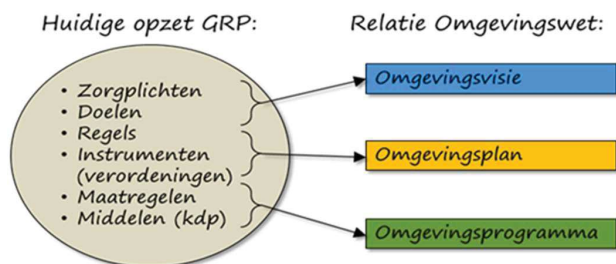 Huidige opzet GRP:
Relatie Omgevingswet:
• Zorgplichten
• Doelen
• Regels
• Instrumenten
(verordeningen)
• Maatregelen
• Middelen (kdp)
Omgevingsvisie
Omgevingsplan
Omgevingsprogramma